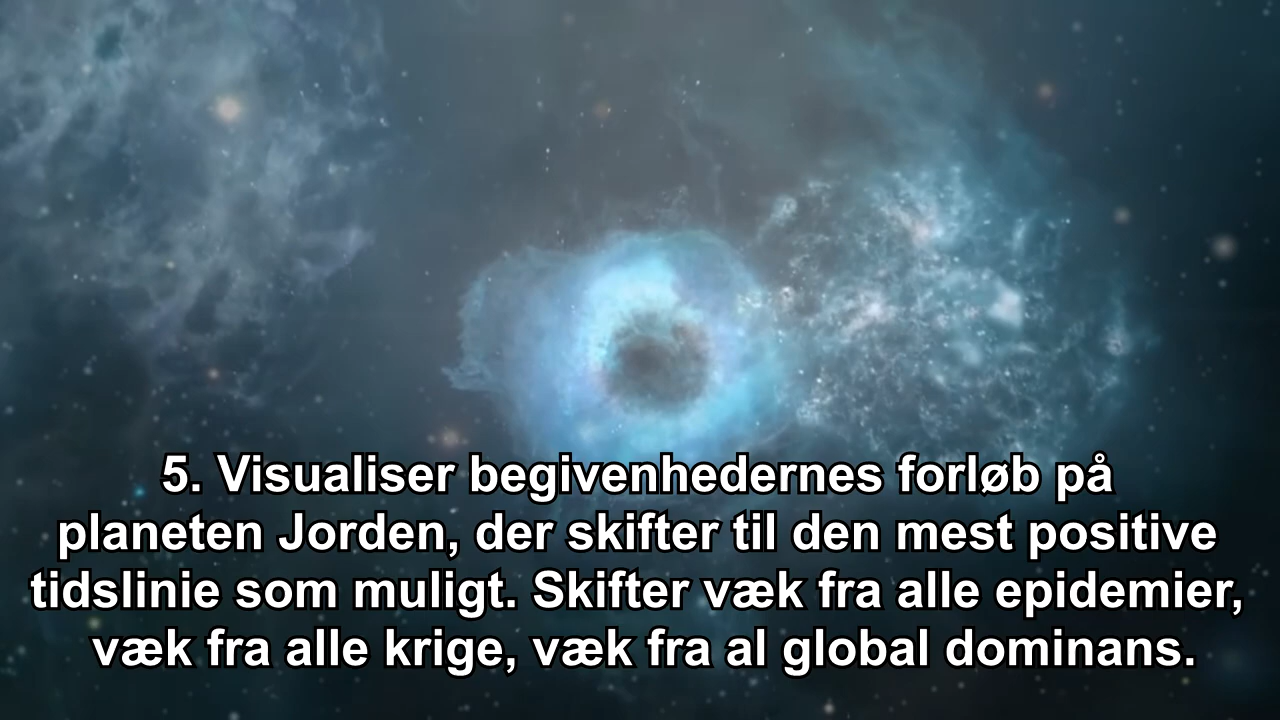 5. Visualiser begivenhedernes forløb på
planeten Jorden, der skifter til den mest positive
tidslinie som muligt. Skifter væk fra alle epidemier,
væk fra alle krige, væk fra al global dominans.